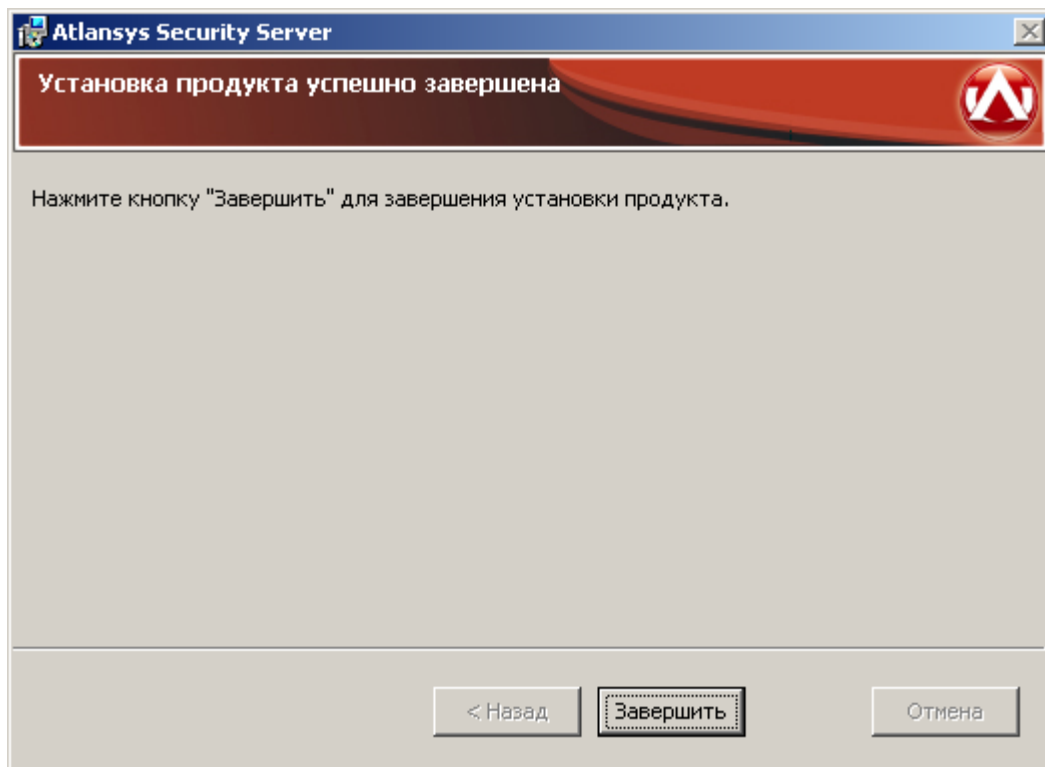 Atlansys Security Server
Установка продукта успешно завершена
Нажмите кнопку "Завершить" для завершения установки продукта.
< Назад
Завершить
Отмена